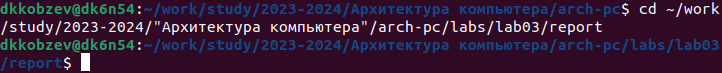 dkkobzev@dk6n54:~/work/study/2023-2024/Архитектура компьютера/arch-pc$ cd ~/work
/study/2023-2024/"Архитектура компьютера"/arch-pc/labs/lab03/report
dkkobzev@dk6n54:~/work/study/2023-2024/Архитектура компьютера/arch-pc/labs/lab03
/report$